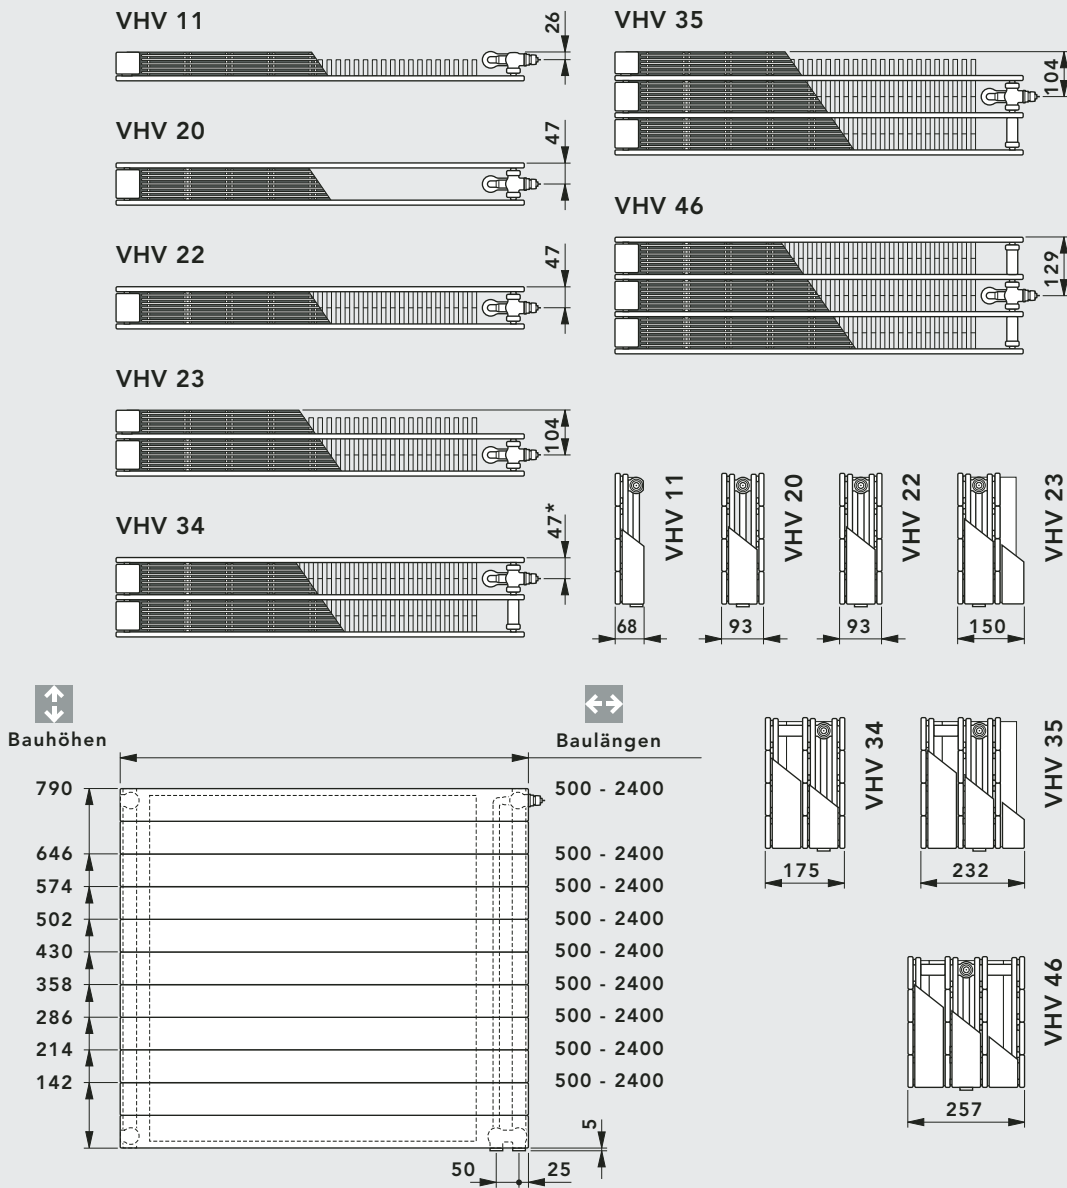 VHV 11
26
VHV 20
47
VHV 22
47
VHV 23
104
VHV 34
47*
VHV 35
104
VHV 46
129
VHV 11
68
VHV 20
93
VHV 22
93
VHV 23
150
VHV 34
175
VHV 35
232
VHV 46
257
Bauhöhen
Baulängen
790 500 - 2400
646 500 - 2400
574 500 - 2400
502 500 - 2400
430 500 - 2400
358 500 - 2400
286 500 - 2400
214 500 - 2400
142 500 - 2400
5
50 25